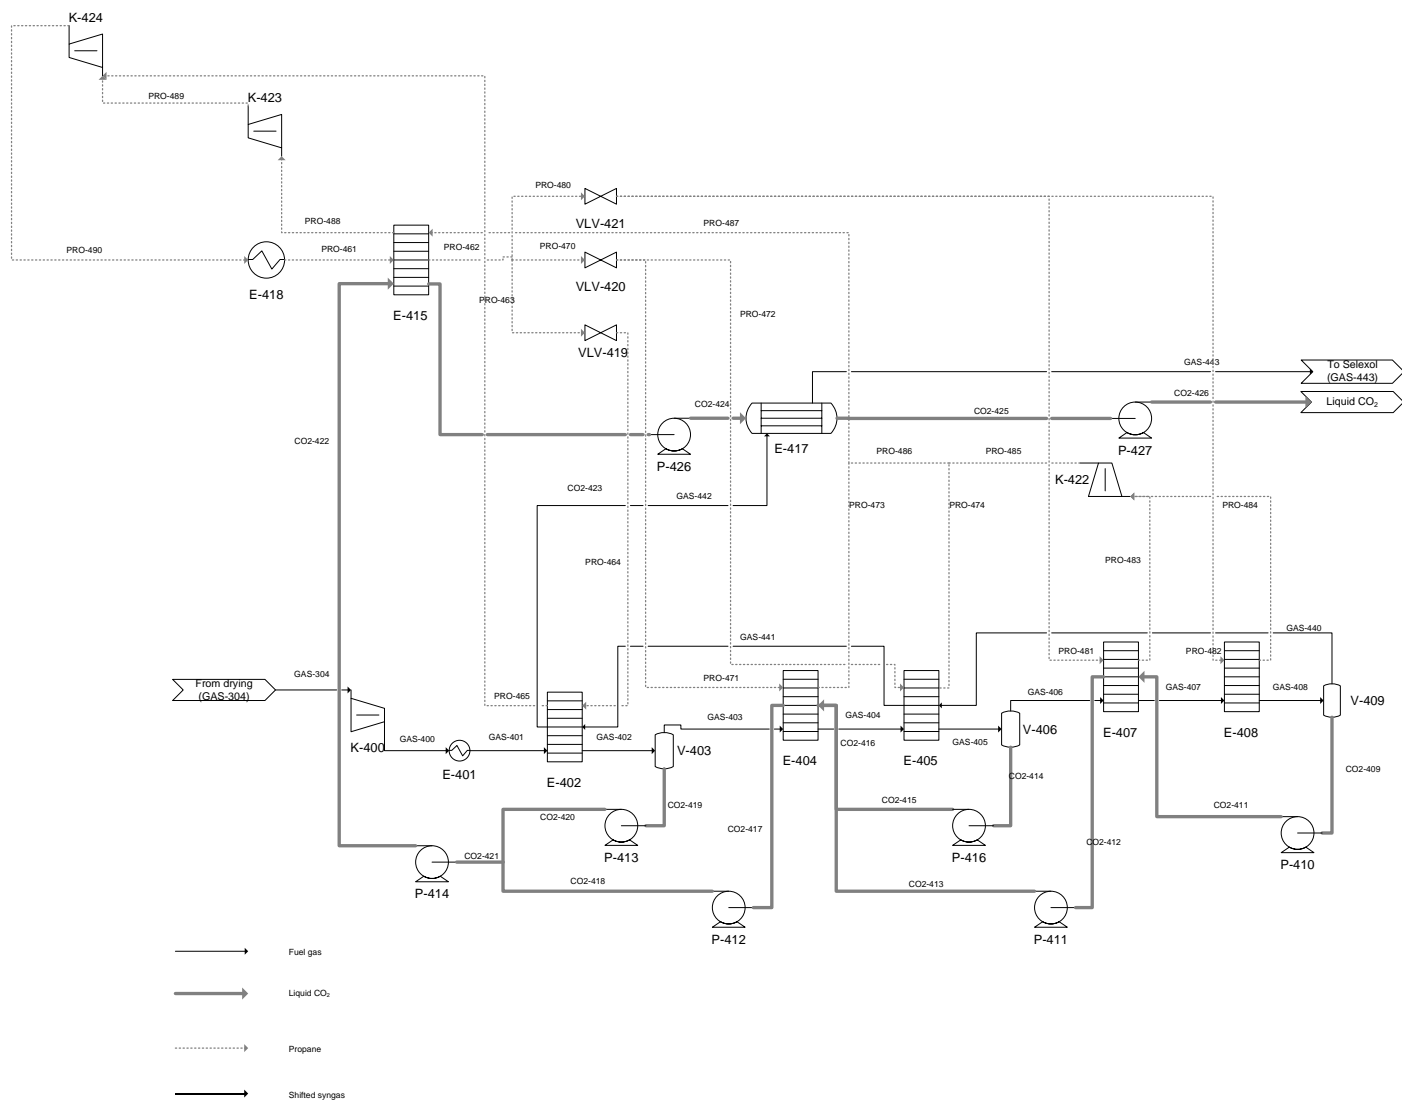 K-424
PRO-489
K-423
PRO-480
VLV-421
PRO-488
PRO-487
PRO-490
PRO-461
PRO-462
PRO-470
E-418
VLV-420
PRO-463
E-415
PRO-472
VLV-419
GAS-443
To Selexol
(GAS-443)
CO2-426
Liquid CO₂
CO2-424
CO2-425
CO2-422
P-426
E-417
P-427
PRO-486
PRO-485
K-422
CO2-423
GAS-442
PRO-473
PRO-474
PRO-484
PRO-464
PRO-483
GAS-441
GAS-440
GAS-304
From drying
(GAS-304)
PRO-465
PRO-471
PRO-481
PRO-482
GAS-403
GAS-404
GAS-406
GAS-407
GAS-408
V-409
K-400
GAS-400
GAS-401
GAS-402
V-403
CO2-416
GAS-405
V-406
E-407
E-408
E-401
E-402
E-404
E-405
CO2-414
CO2-409
CO2-419
CO2-420
CO2-417
CO2-415
CO2-411
P-413
P-416
CO2-412
P-410
CO2-421
P-414
CO2-418
CO2-413
P-412
P-411
Fuel gas
Liquid CO₂
Propane
Shifted syngas